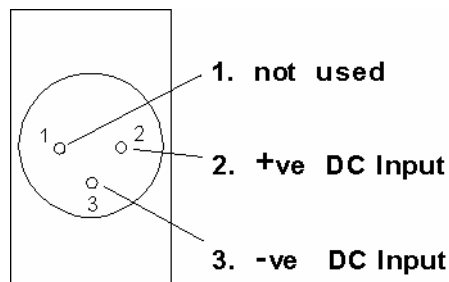 1. not used
1 2
2. +ve DC Input
3
3. -ve DC Input